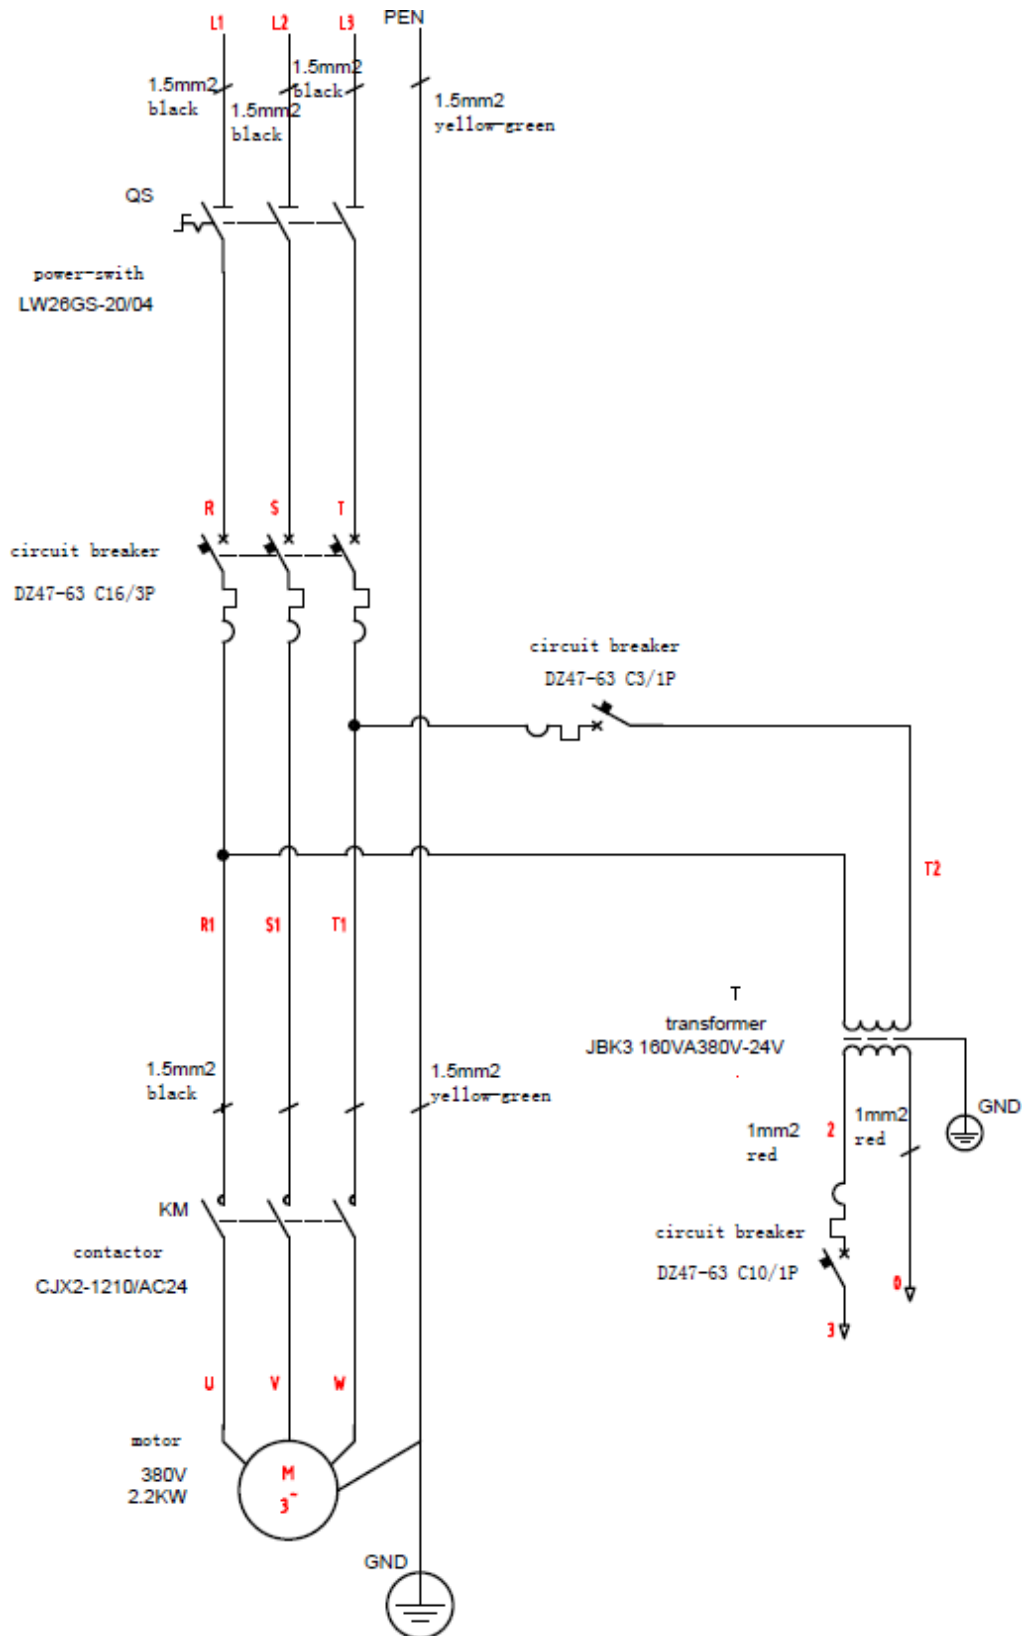 L1
L2
L3
PEN
1.5mm2
black
1.5mm2
black
1.5mm2
black
1.5mm2
yellow-green
QS
power-swith
LW26GS-20/04
R
S
T
circuit breaker
DZ47-63 C16/3P
circuit breaker
DZ47-63 C3/1P
T2
R1
S1
T1
T
transformer
JBK3 160VA380V-24V
1.5mm2
black
1.5mm2
yellow-green
GND
1mm2
red
2
1mm2
red
KM
contactor
CJX2-1210/AC24
circuit breaker
DZ47-63 C10/1P
0
3
U
V
W
motor
380V
2.2KW
M
3~
GND